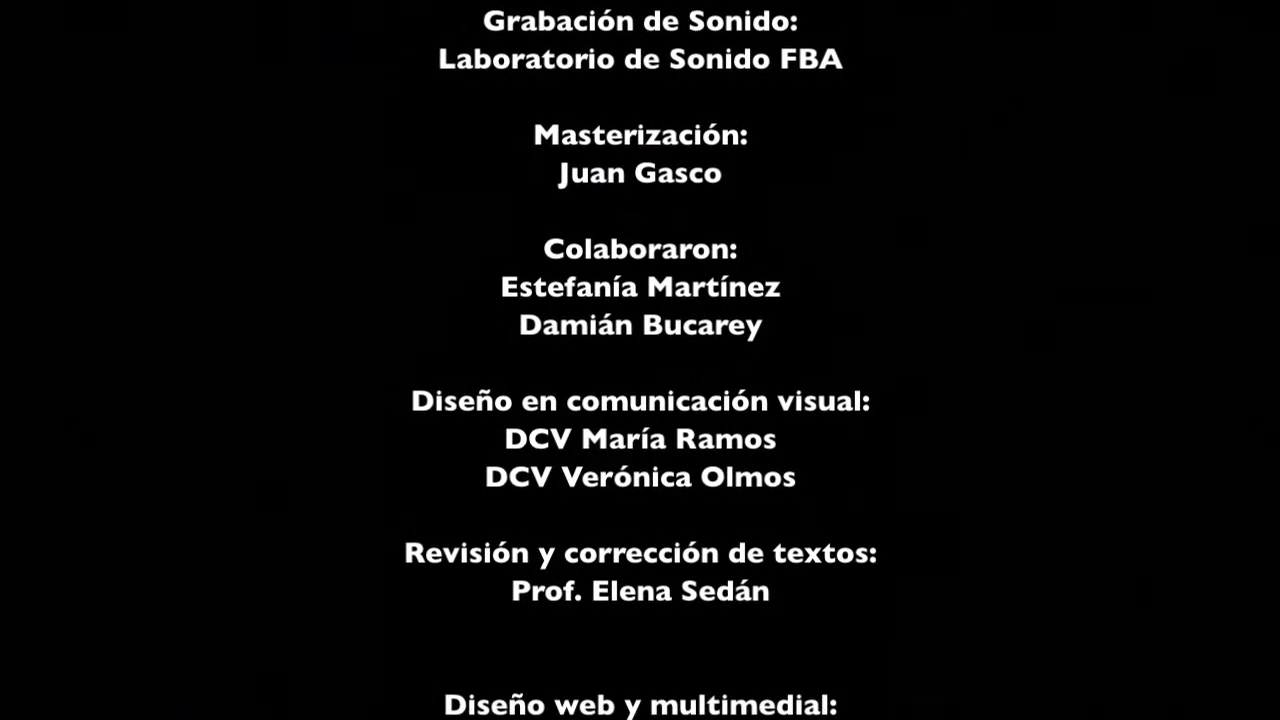 Grabación de Sonido:
Laboratorio de Sonido FBA
Masterización:
Juan Gasco
Colaboraron:
Estefanía Martínez
Damián Bucarey
Diseño en comunicación visual:
DCV María Ramos
DCV Verónica Olmos
Revisión y corrección de textos:
Prof. Elena Sedán
Diseño web y multimedial: